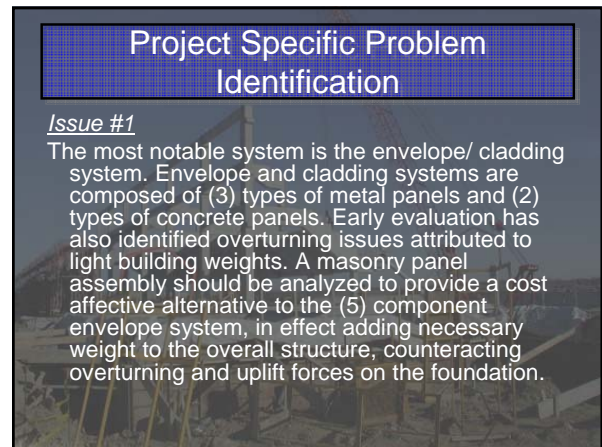 Project Specific Problem
Identification
Issue #1
The most notable system is the envelope/ cladding
system. Envelope and cladding systems are
composed of (3) types of metal panels and (2)
types of concrete panels. Early evaluation has
also identified overturning issues attributed to
light building weights. A masonry panel
assembly should be analyzed to provide a cost
affective alternative to the (5) component
envelope system, in effect adding necessary
weight to the overall structure, counteracting
overturning and uplift forces on the foundation.